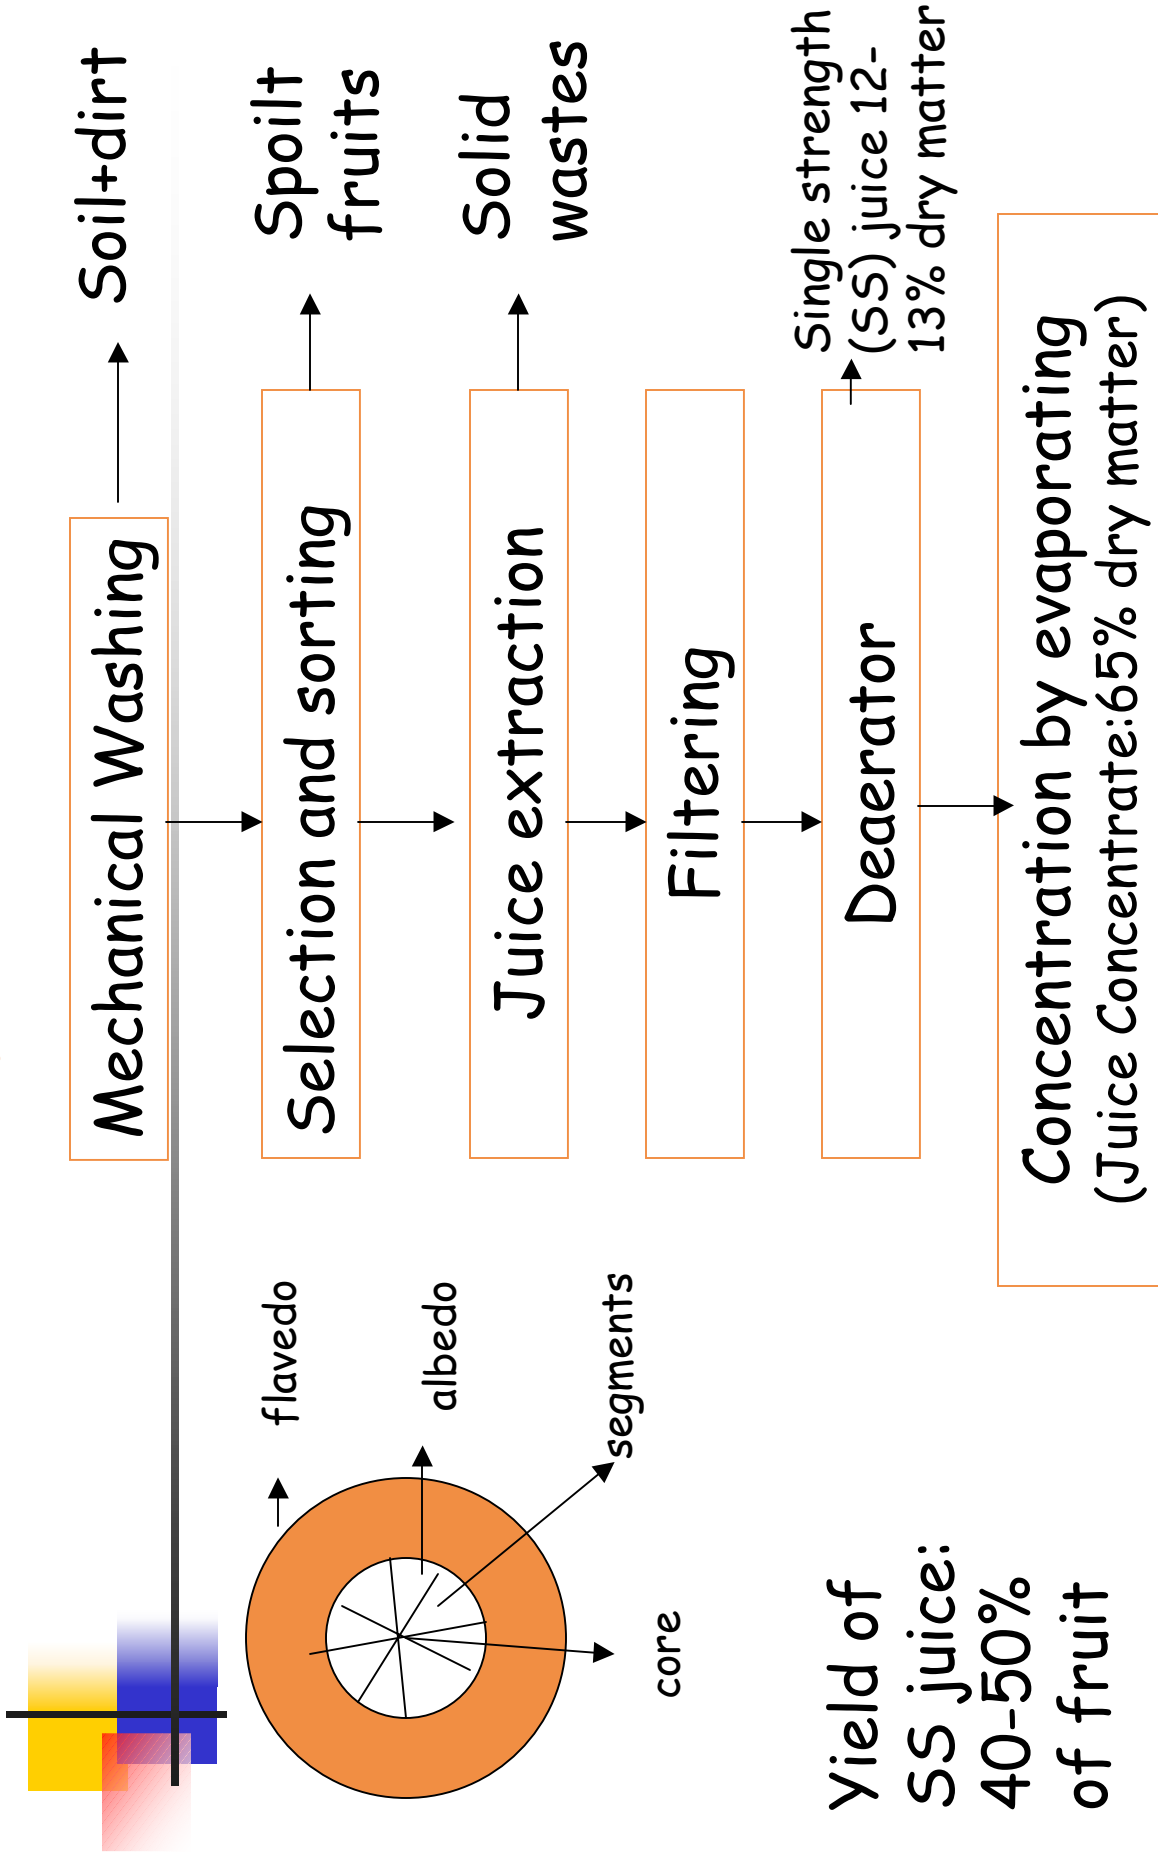 Mechanical Washing
Soil+dirt
Selection and sorting
Spoilt
fruits
Juice extraction
Solid
wastes
Filtering
Deaerator
Single strength
(SS) juice 12-
13% dry matter
Concentration by evaporating
(Juice Concentrate:65% dry matter)
flavedo
albedo
segments
core
Yield of
SS juice:
40-50%
of fruit